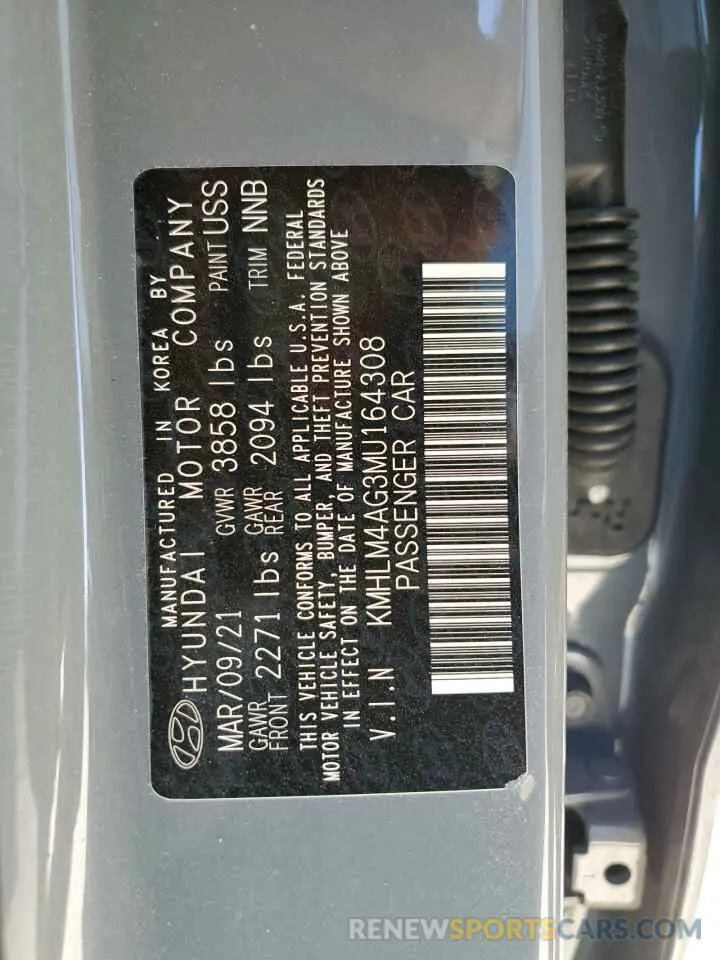 MANUFACTURED IN KOREA BY
HYUNDAI MOTOR COMPANY
MAR/09/21 GVWR 3858 lbs PAINT USS
GAWR FRONT 2271 lbs GAWR REAR 2094 lbs TRIM NNB
THIS VEHICLE CONFORMS TO ALL APPLICABLE U.S.A. FEDERAL
MOTOR VEHICLE SAFETY, BUMPER, AND THEFT PREVENTION STANDARDS
IN EFFECT ON THE DATE OF MANUFACTURE SHOWN ABOVE
V.I.N KMHLM4AG3MU164308
PASSENGER CAR
RENEWSPORTSCARS.COM